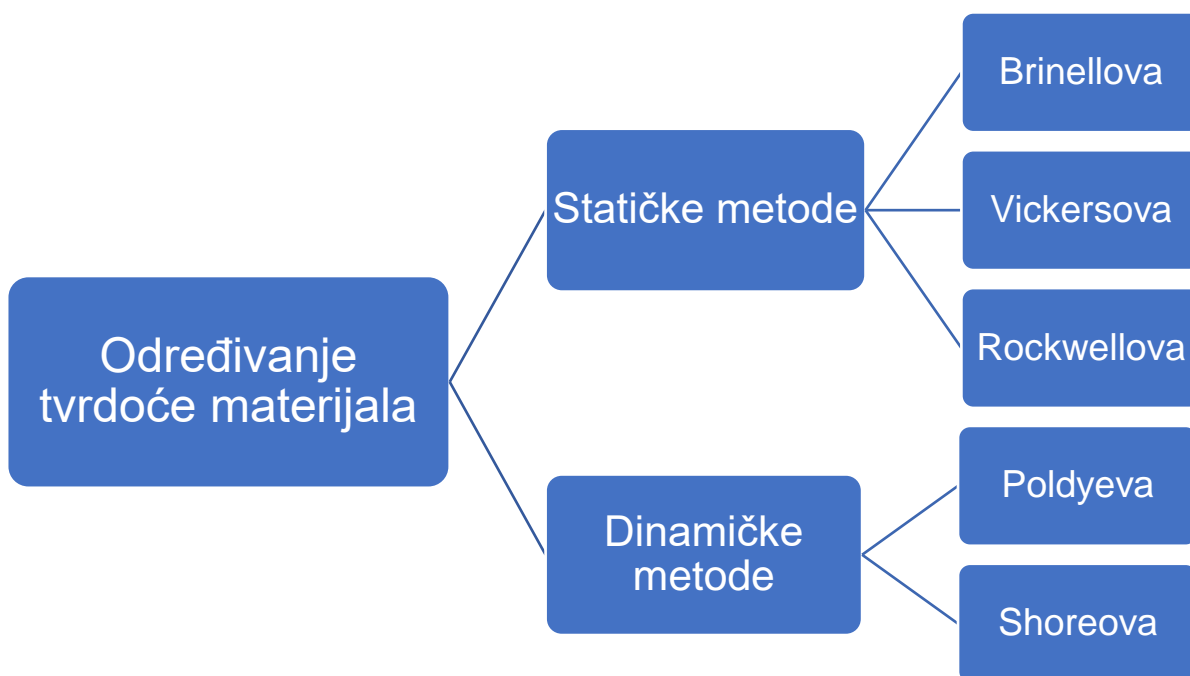 Određivanje
tvrdoće materijala
Statičke metode
Brinellova
Vickersova
Rockwellova
Dinamičke
metode
Poldyeva
Shoreova